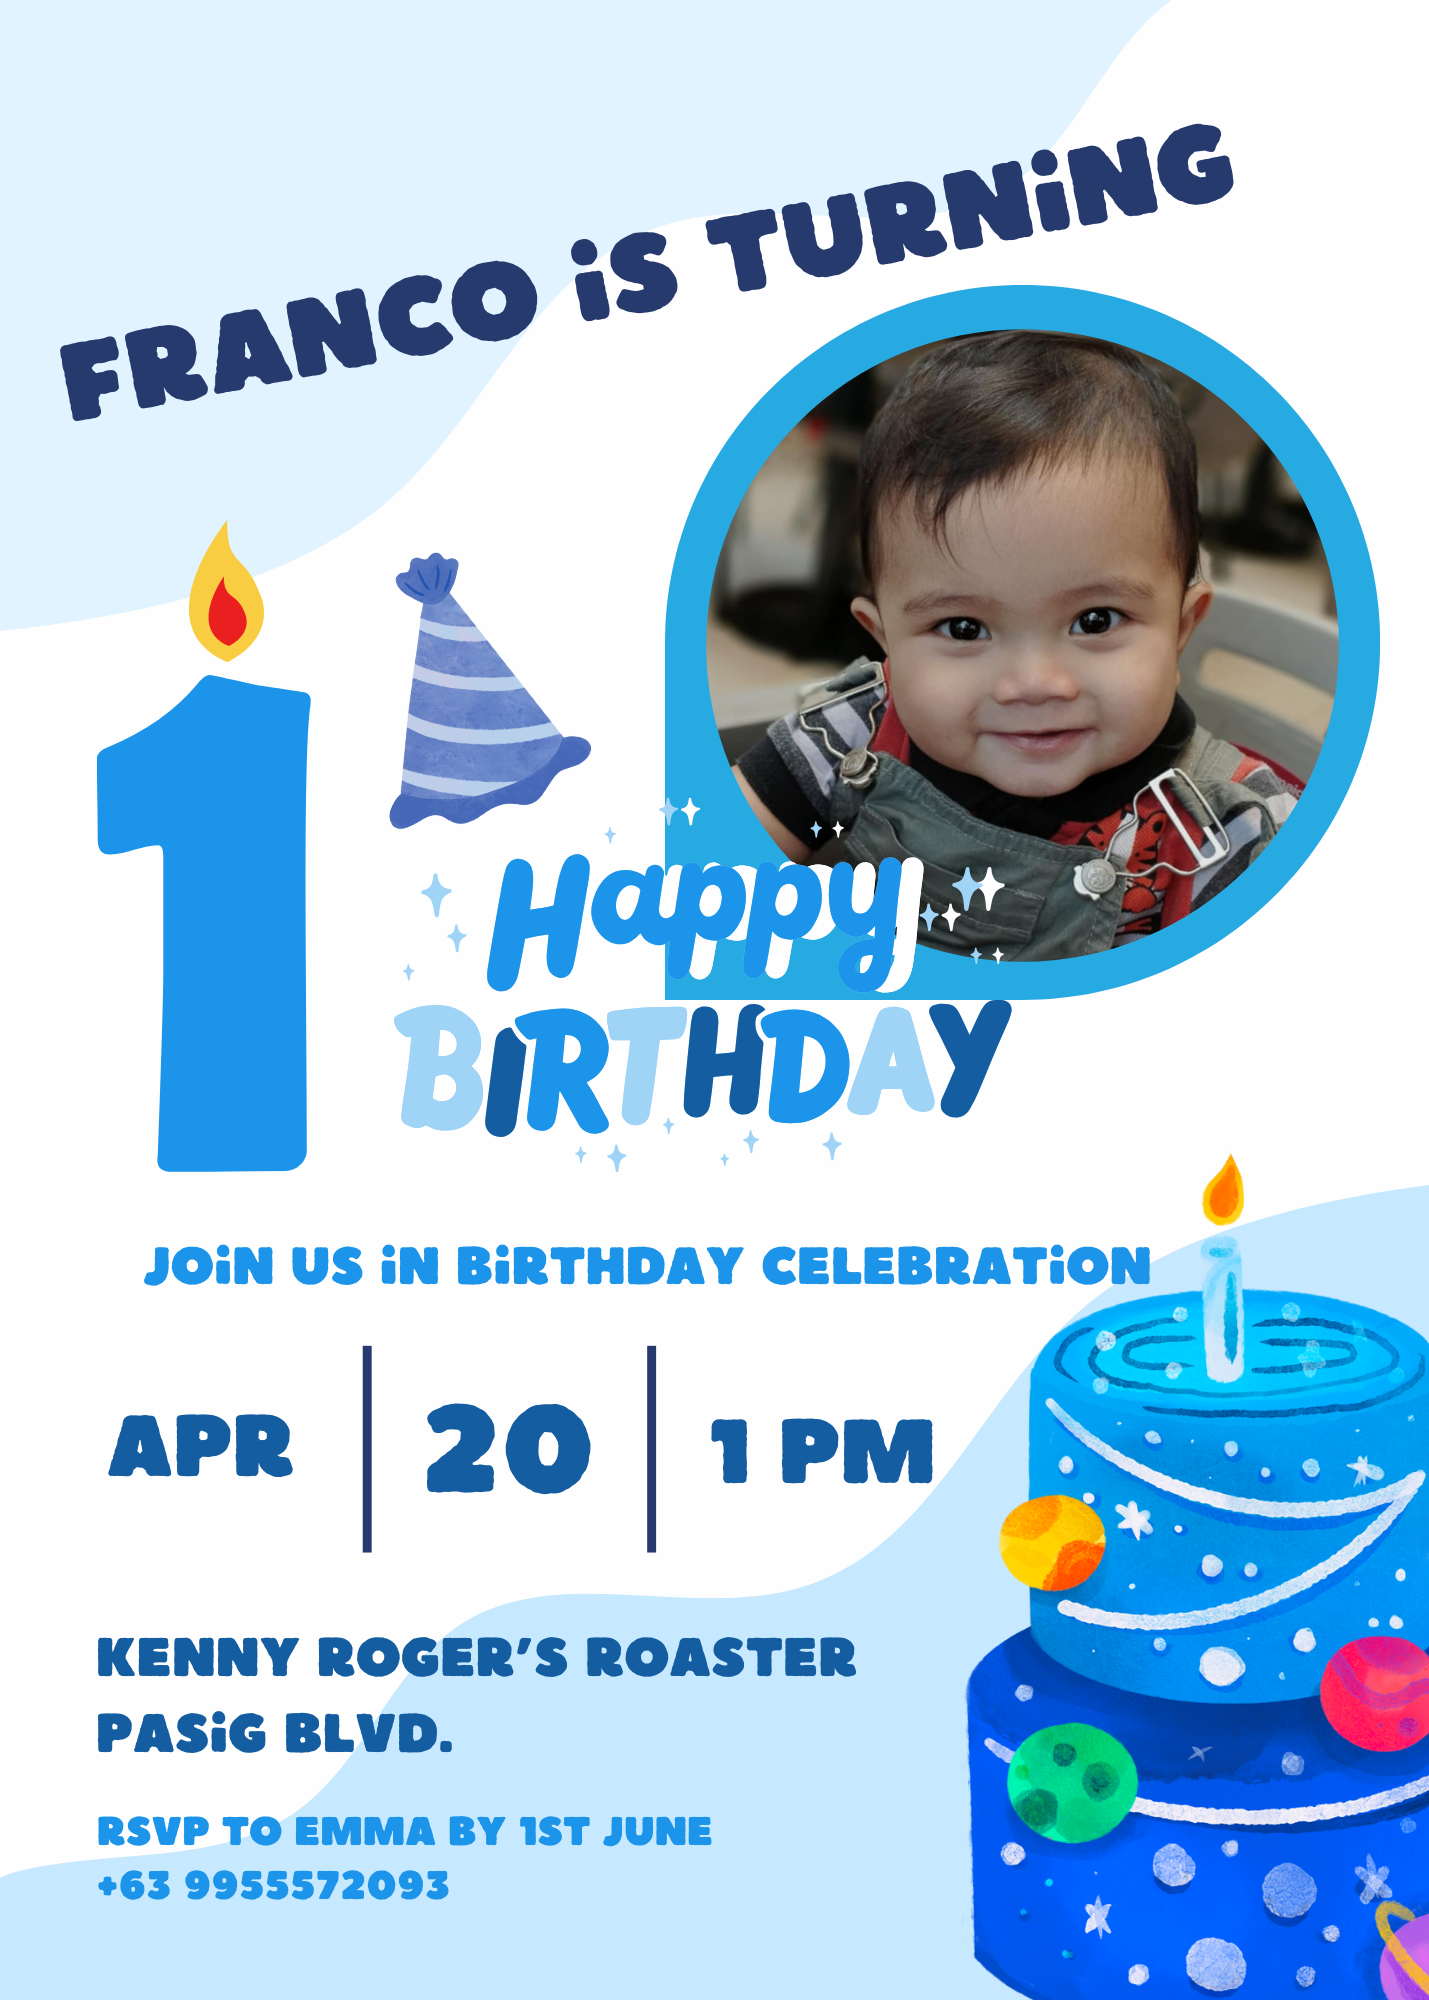 FRANCO iS TURNiNG
1
Happy
BIRTHDAY
JOiN US iN BiRTHDAY CELEBRATiON
APR 20 1 PM
KENNY ROGER'S ROASTER
PASiG BLVD.
RSVP TO EMMA BY 1ST JUNE
+63 9955572093